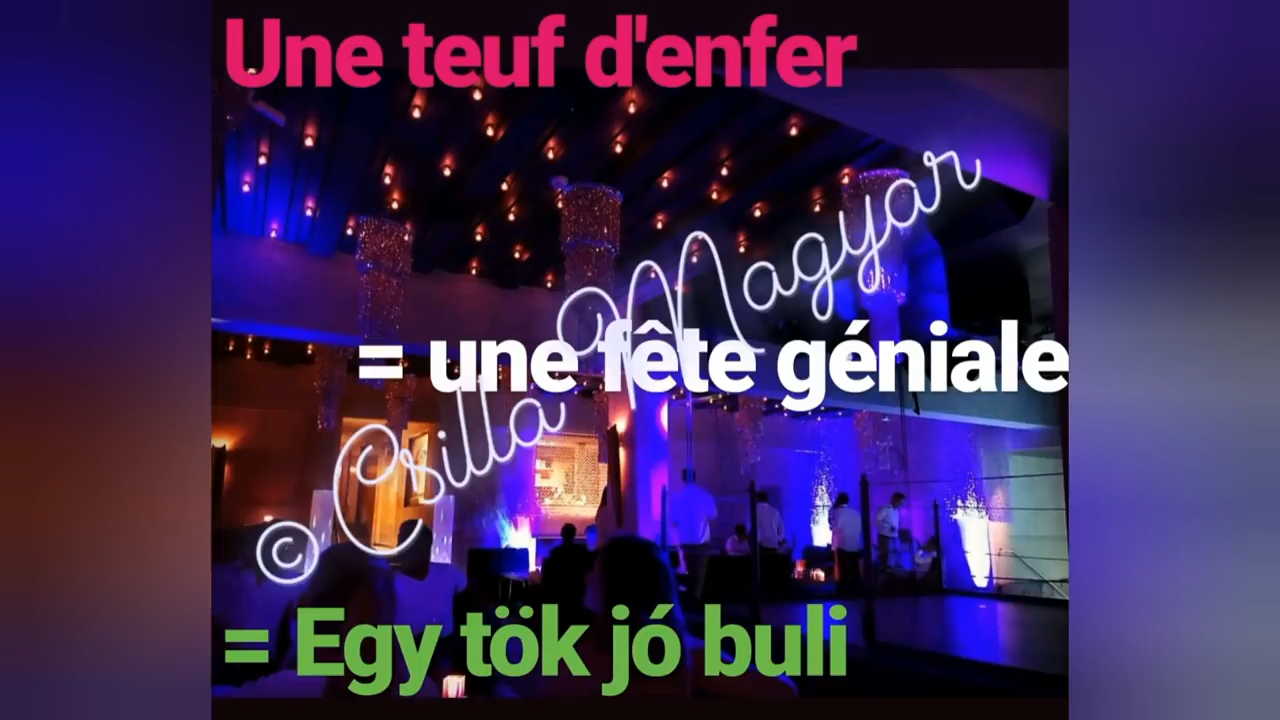 Une teuf d'enfer
© Csilla Magyar
= une fête géniale
= Egy tök jó buli